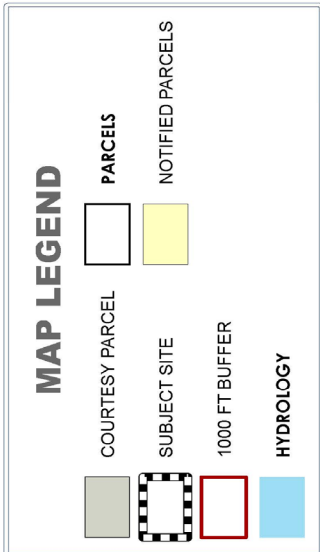 MAP LEGEND
COURTESY PARCEL
SUBJECT SITE
1000 FT BUFFER
HYDROLOGY
PARCELS
NOTIFIED PARCELS